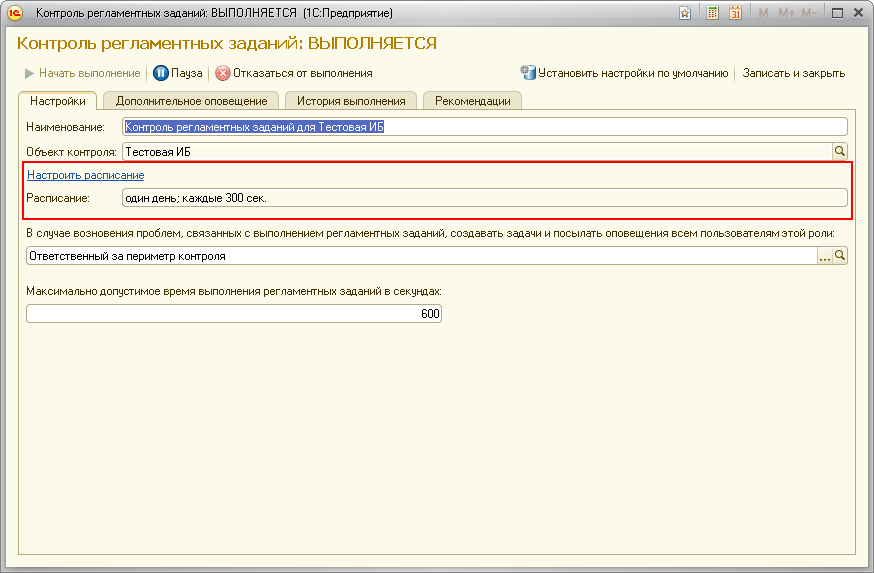 Контроль регламентных заданий: ВЫПОЛНЯЕТСЯ (1С:Предприятие)
31 M M+ M-
Контроль регламентных заданий: ВЫПОЛНЯЕТСЯ
Начать выполнение Пауза Отказаться от выполнения Установить настройки по умолчанию Записать и закрыть
Настройки Дополнительное оповещение История выполнения Рекомендации
Наименование: Контроль регламентных заданий для Тестовая ИБ
Объект контроля: Тестовая ИБ
Настроить расписание
Расписание: один день; каждые 300 сек.
В случае возновения проблем, связанных с выполнением регламентных заданий, создавать задачи и посылать оповещения всем пользователям этой роли:
Ответственный за периметр контроля ...
Максимально допустимое время выполнения регламентных заданий в секундах:
600